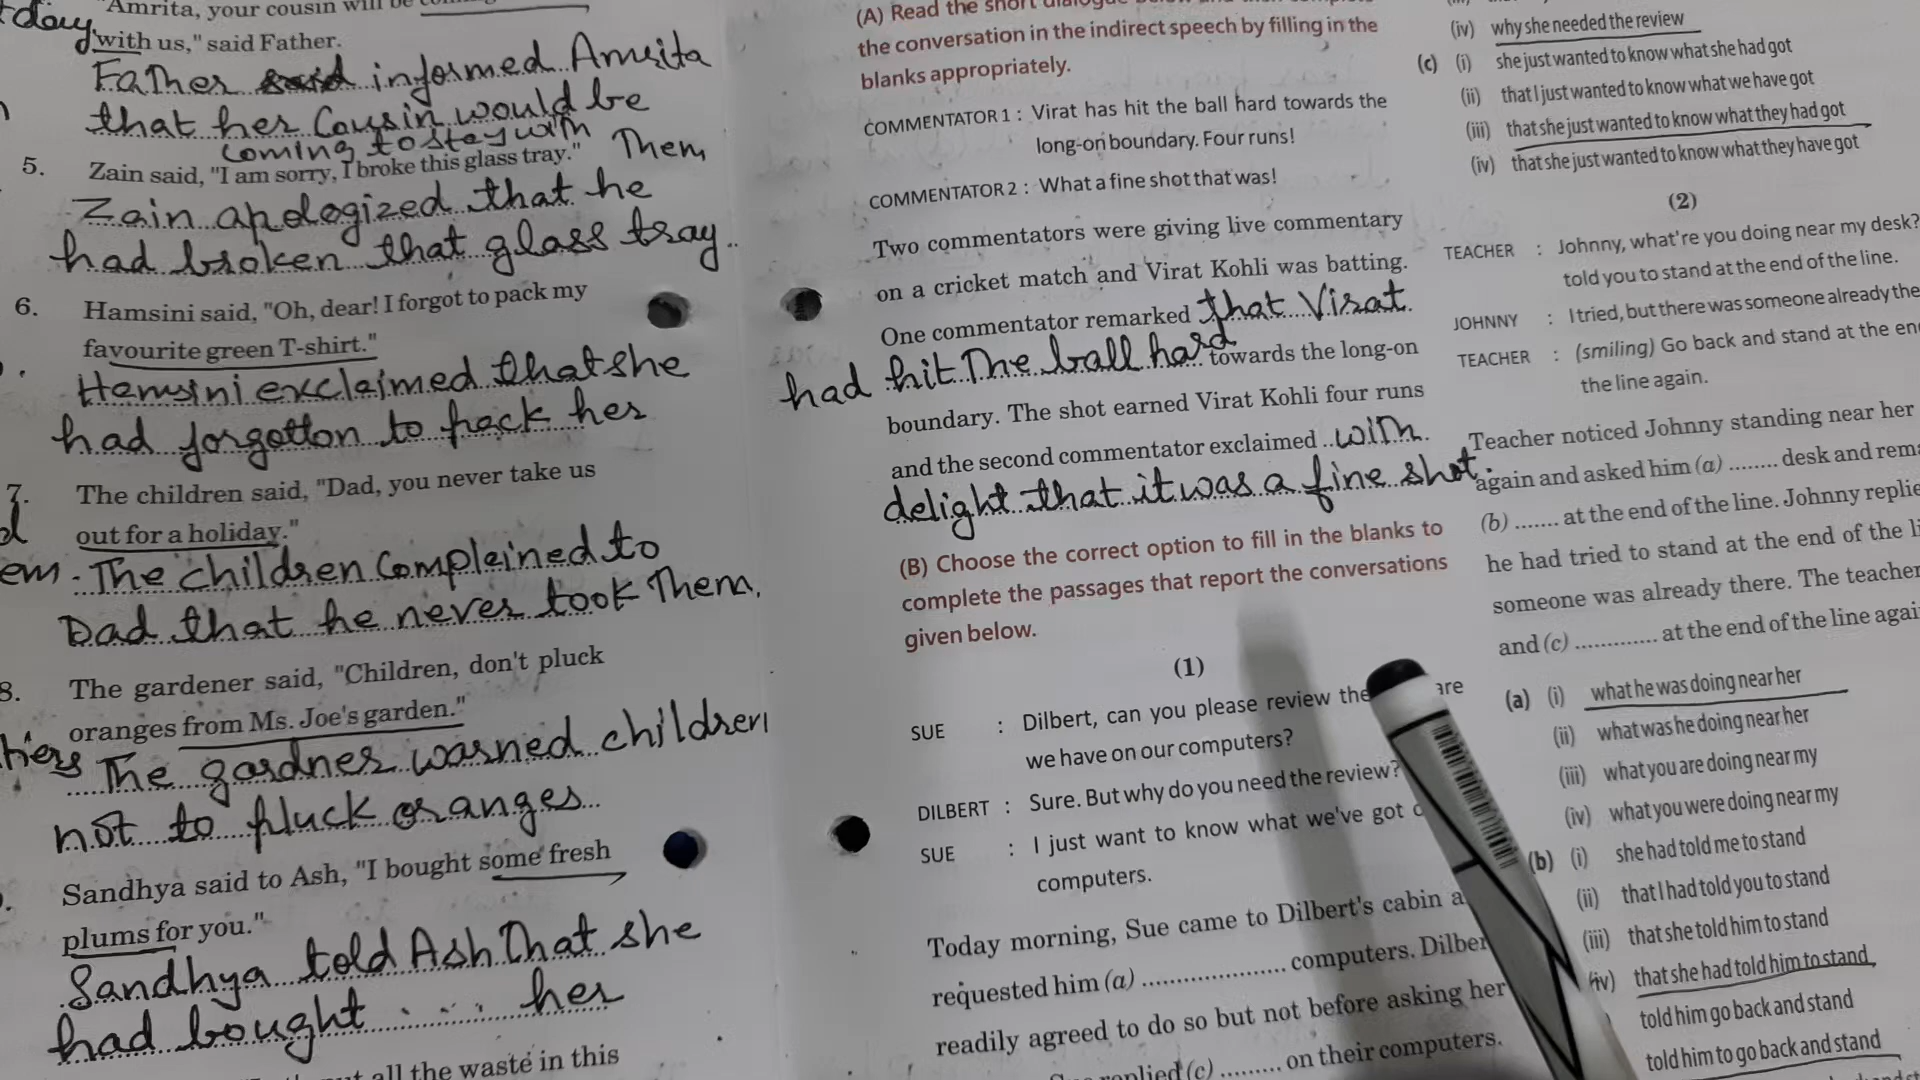 "Amrita, your cousin will be
day
with us," said Father.
Father said informed Amrita
that her Cousin would be
coming to stay with Them
5. Zain said, "I am sorry, I broke this glass tray."
Zain apologized that he
had broken that glass tray
6. Hamsini said, "Oh, dear! I forgot to pack my
favourite green T-shirt."
Hemsini exclaimed that she
had forgotton to pack her
7. The children said, "Dad, you never take us
out for a holiday."
em. The children complained to
Dad that he never took Them.
8. The gardener said, "Children, don't pluck
oranges from Ms. Joe's garden."
The gardner warned children
not to pluck oranges
Sandhya said to Ash, "I bought some fresh
plums for you."
Sandhya told Ash That she
had bought .... her
all the waste in this
(A) Read the short dialogue below and
the conversation in the indirect speech by filling in the
blanks appropriately.
COMMENTATOR 1 : Virat has hit the ball hard towards the
long-on boundary. Four runs!
COMMENTATOR 2 : What a fine shot that was!
Two commentators were giving live commentary
on a cricket match and Virat Kohli was batting.
One commentator remarked that Virat
had hit The ball hard towards the long-on
boundary. The shot earned Virat Kohli four runs
and the second commentator exclaimed with
delight that it was a fine shot.
(B) Choose the correct option to fill in the blanks to
complete the passages that report the conversations
given below.
(1)
SUE : Dilbert, can you please review the
we have on our computers?
DILBERT : Sure. But why do you need the review?
SUE : I just want to know what we've got
computers.
Today morning, Sue came to Dilbert's cabin
requested him (a) .................... computers.
readily agreed to do so but not before asking her
replied (c) ......... on their computers.
(iv) why she needed the review
(c) (i) she just wanted to know what she had got
(ii) that I just wanted to know what we have got
(iii) that she just wanted to know what they had got
(iv) that she just wanted to know what they have got
(2)
TEACHER : Johnny, what're you doing near my desk?
told you to stand at the end of the line.
JOHNNY : I tried, but there was someone already
TEACHER : (smiling) Go back and stand at the
the line again.
Teacher noticed Johnny standing near her
again and asked him (a) ........ desk and
(b) ....... at the end of the line. Johnny
he had tried to stand at the end of the
someone was already there. The teacher
and (c) ............ at the end of the line
(a) (i) what he was doing near her
(ii) what was he doing near her
(iii) what you are doing near my
(iv) what you were doing near my
(b) (i) she had told me to stand
(ii) that I had told you to stand
(iii) that she told him to stand
(iv) that she had told him to stand
told him go back and stand
told him to go back and stand